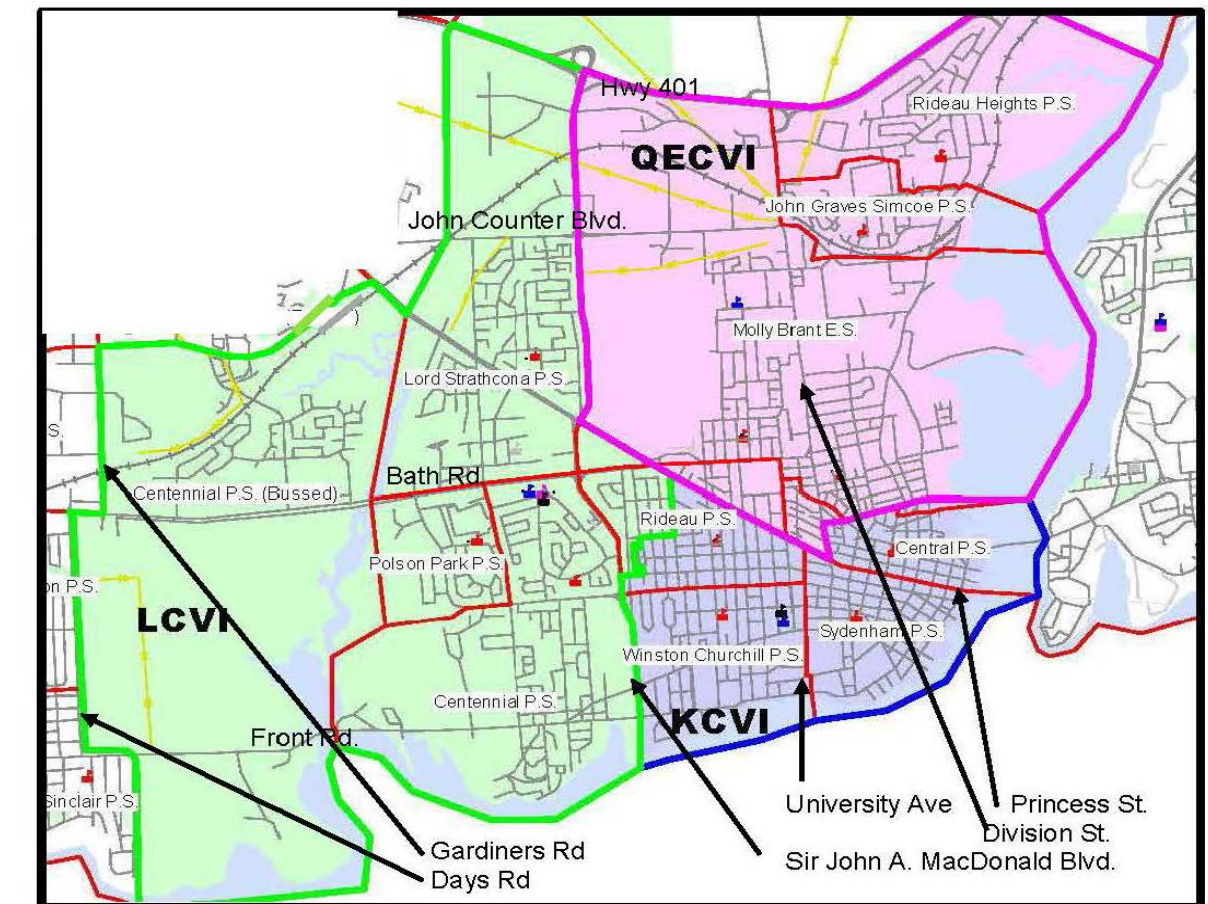 Hwy 401
Rideau Heights P.S.
QECVI
John Graves Simcoe P.S.
John Counter Blvd.
Molly Brant E.S.
Lord Strathcona P.S.
S.
Bath Rd.
Centennial P.S. (Bussed)
Rideau P.S.
Central P.S.
Polson Park P.S.
on P.S.
LCVI
Sydenham P.S.
Winston Churchill P.S.
Centennial P.S.
KCVI
Front Rd.
Sinclair P.S.
University Ave
Princess St.
Division St.
Gardiners Rd
Sir John A. MacDonald Blvd.
Days Rd